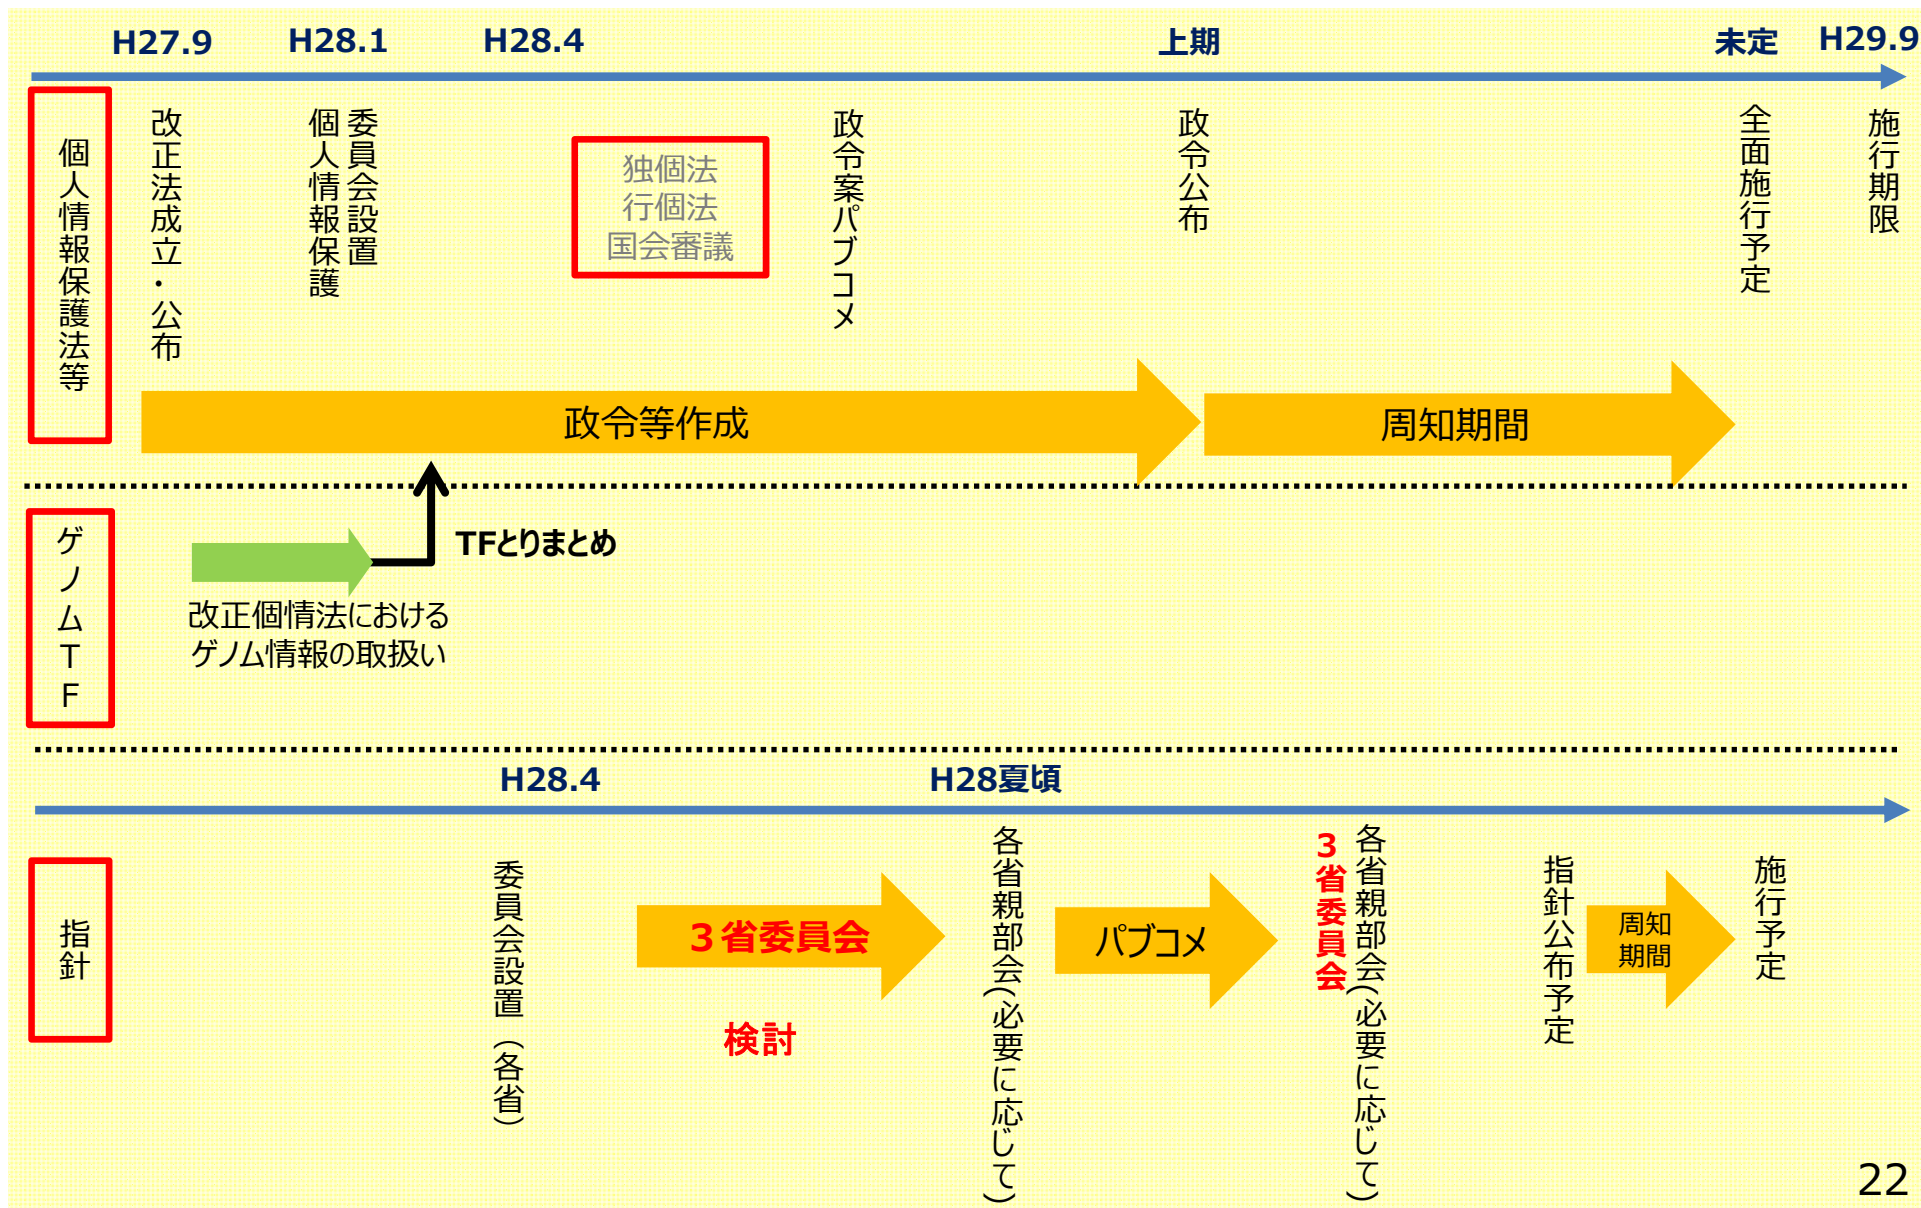 H27.9
H28.1
H28.4
上期
未定
H29.9
個人情報保護法等
改正法成立・公布
委員会設置
個人情報保護
独個法
行個法
国会審議
政令案パブコメ
政令公布
全面施行予定
施行期限
政令等作成
周知期間
ゲノムTF
TFとりまとめ
改正個情法における
ゲノム情報の取扱い
H28.4
H28夏頃
指針
委員会設置（各省）
３省委員会
検討
各省親部会(必要に応じて)
パブコメ
各省親部会(必要に応じて)
３省委員会
指針公布予定
周知
期間
施行予定
22